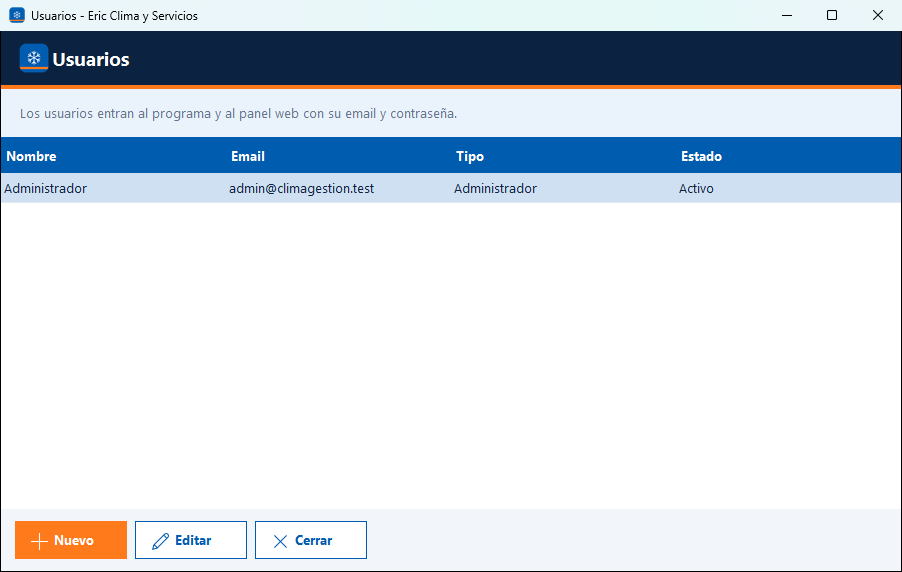 Usuarios - Eric Clima y Servicios
Usuarios
Los usuarios entran al programa y al panel web con su email y contraseña.
Nombre Email Tipo Estado
Administrador admin@climagestion.test Administrador Activo
Nuevo Editar Cerrar